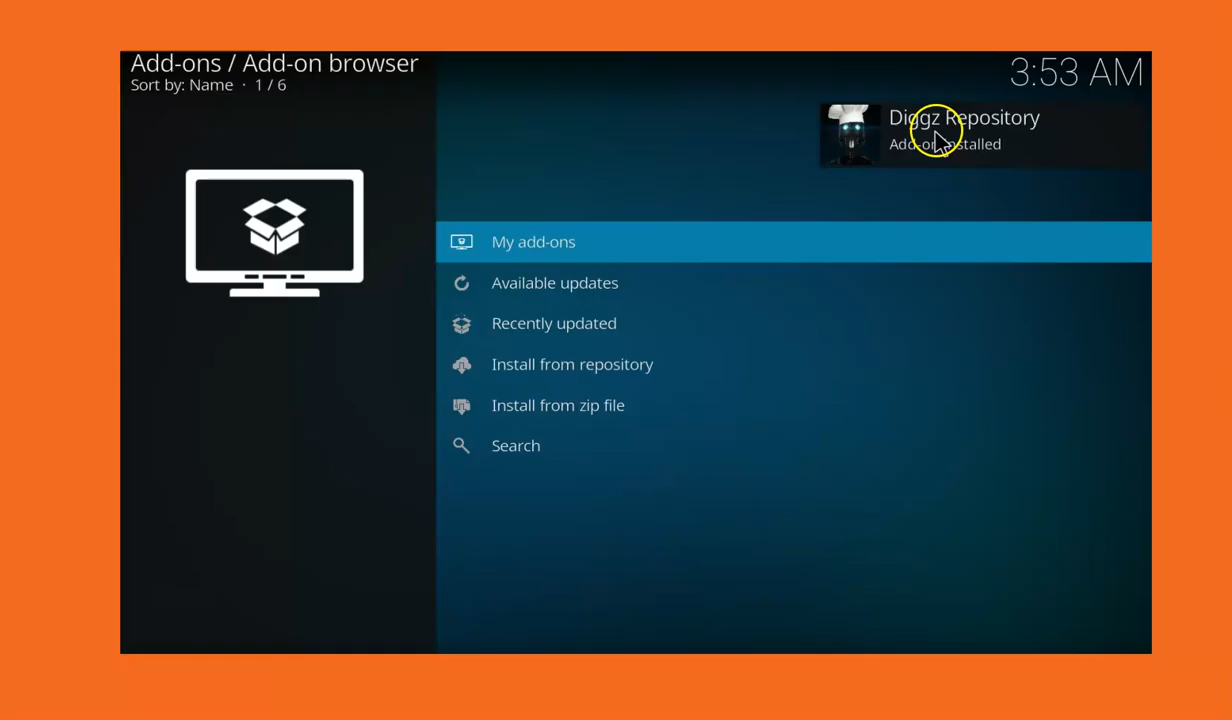 Add-ons / Add-on browser
Sort by: Name · 1 / 6
3:53 AM
Diggz Repository
Add-on installed
My add-ons
Available updates
Recently updated
Install from repository
Install from zip file
Search